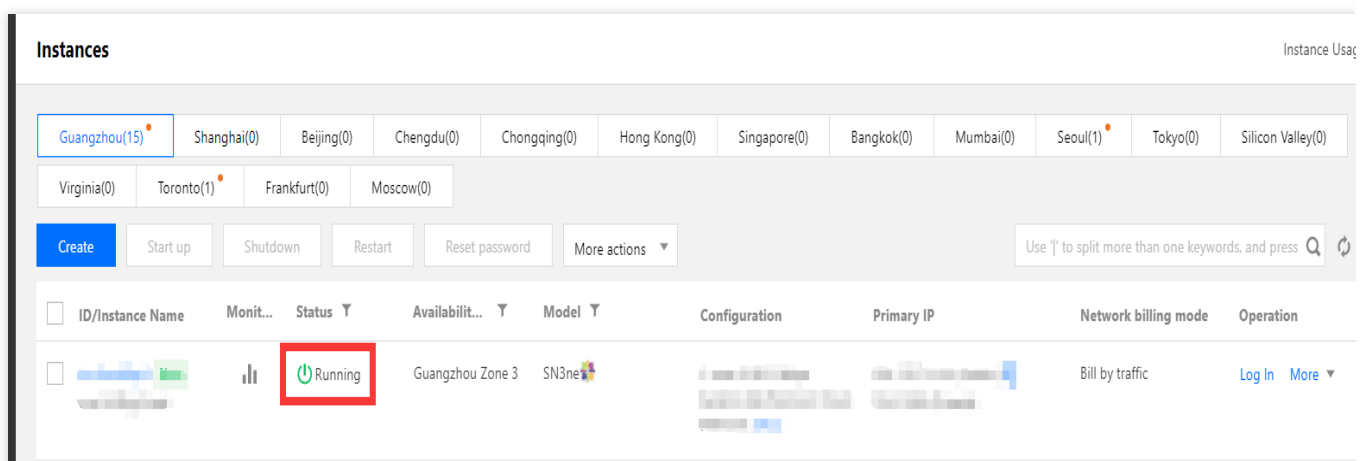 Instances
Instance Usag
Guangzhou(15) Shanghai(0) Beijing(0) Chengdu(0) Chongqing(0) Hong Kong(0) Singapore(0) Bangkok(0) Mumbai(0) Seoul(1) Tokyo(0) Silicon Valley(0)
Virginia(0) Toronto(1) Frankfurt(0) Moscow(0)
Create Start up Shutdown Restart Reset password More actions Use '|' to split more than one keywords, and press
ID/Instance Name Monit... Status Availabilit... Model Configuration Primary IP Network billing mode Operation
Running Guangzhou Zone 3 SN3ne Bill by traffic Log In More